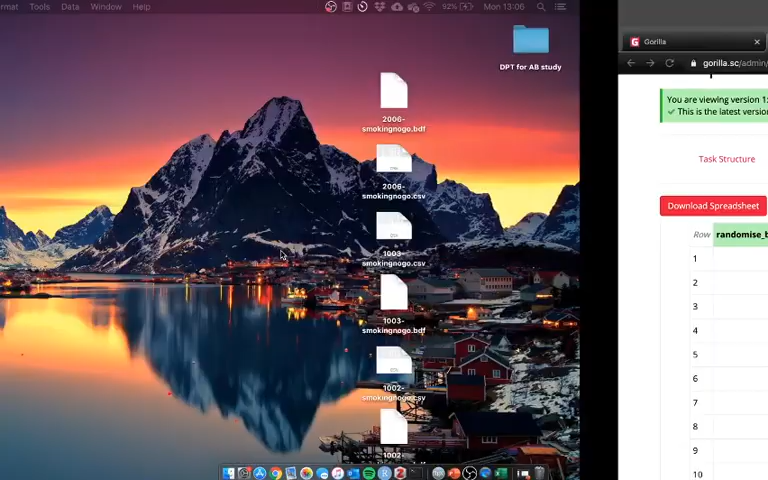 rmat Tools Data Window Help
92% Mon 13:06
DPT for AB study
2006-
smokingnogo.bdf
2006-
smokingnogo.csv
1003-
smokingnogo.csv
1003-
smokingnogo.bdf
1002-
smokingnogo.csv
1002-
Gorilla
gorilla.sc/admin/
You are viewing version 1
This is the latest versio
Task Structure
Download Spreadsheet
Row randomise_b
1
2
3
4
5
6
7
8
9
10